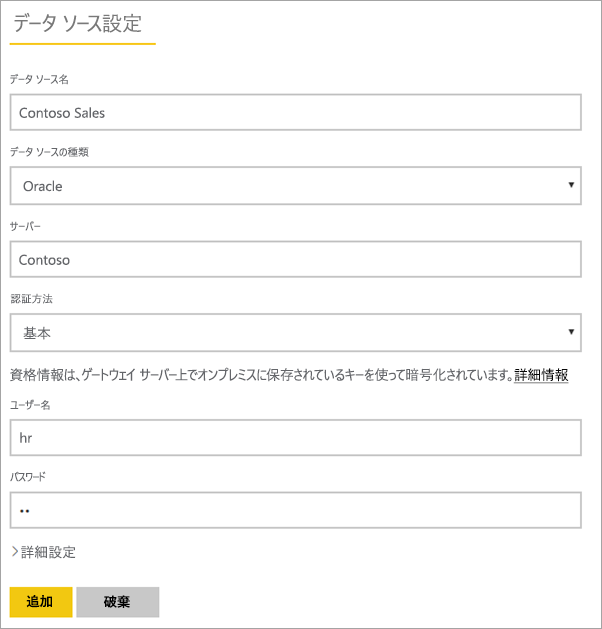 データ ソース設定
データ ソース名
Contoso Sales
データ ソースの種類
Oracle
サーバー
Contoso
認証方法
基本
資格情報は、ゲートウェイ サーバー上でオンプレミスに保存されているキーを使って暗号化されています。詳細情報
ユーザー名
hr
パスワード
••
>詳細設定
追加 破棄